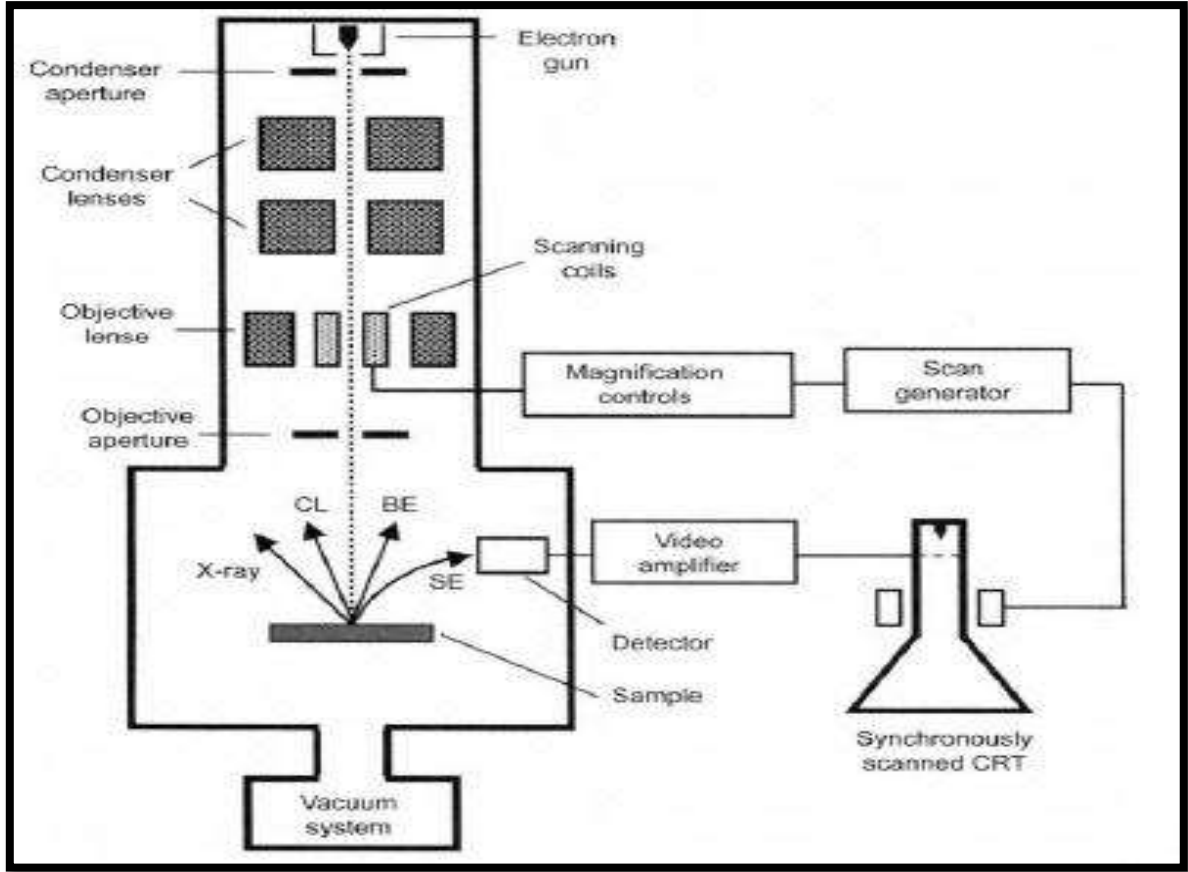 Electron
gun
Condenser
aperture
Condenser
lenses
Scanning
coils
Objective
lense
Magnification
controls
Scan
generator
Objective
aperture
CL
BE
X-ray
SE
Video
amplifier
Detector
Sample
Synchronously
scanned CRT
Vacuum
system